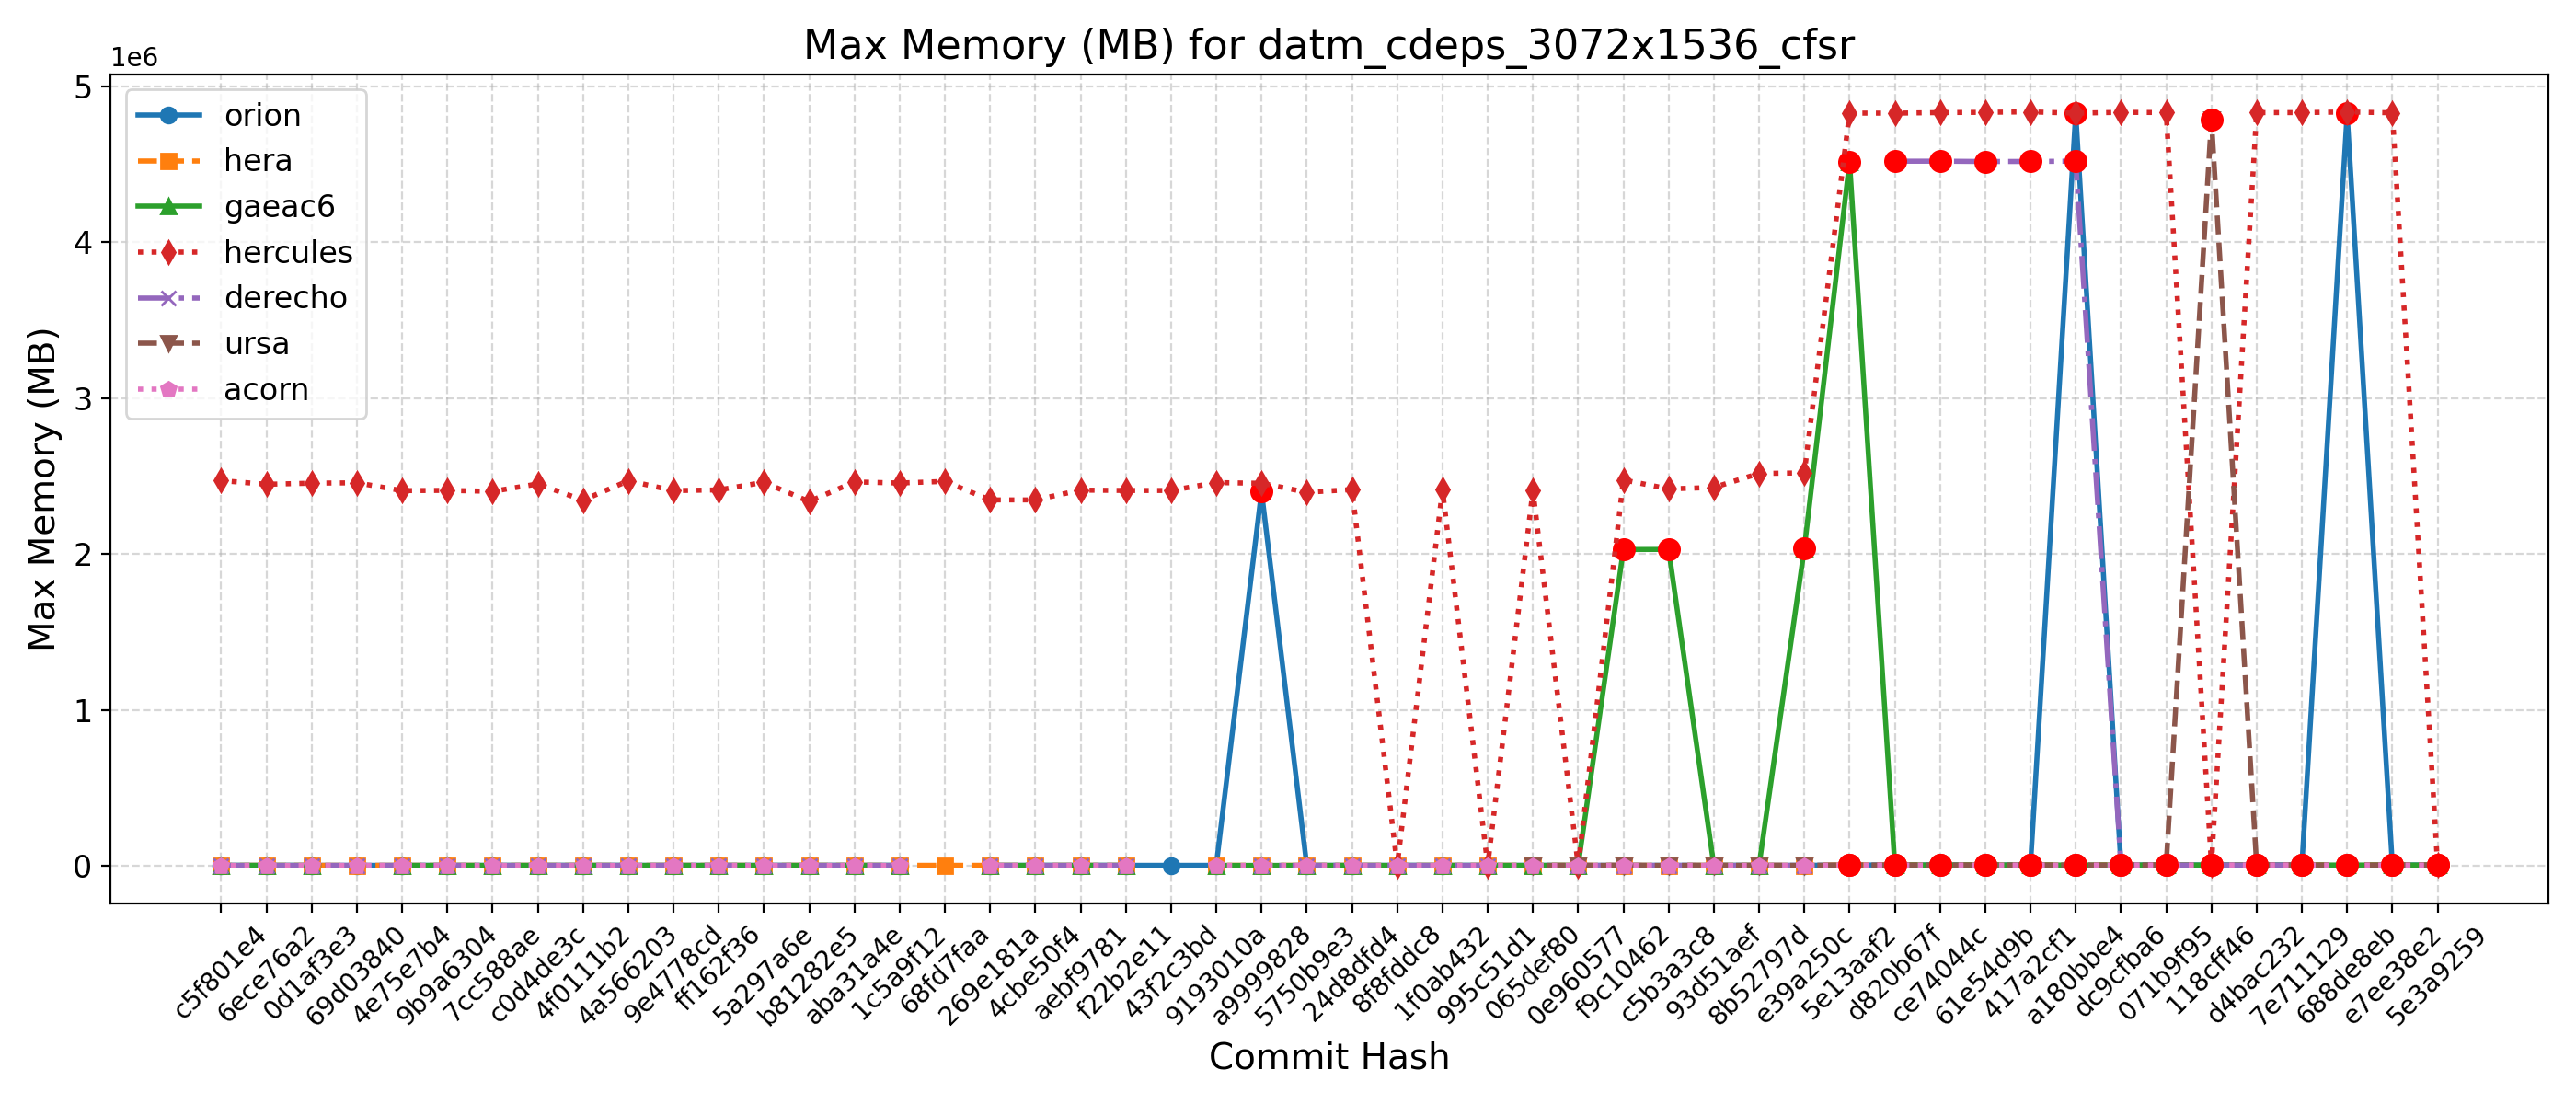 Max Memory (MB) for datm_cdeps_3072x1536_cfsr
1e6
5
4
3
2
1
0
Max Memory (MB)
orion
hera
gaeac6
hercules
derecho
ursa
acorn
c5f801e4
6ece76a2
0d1af3e3
69d03840
4e75e7b4
9b9a6304
7cc588ae
c0d4de3c
4f0111b2
4a566203
9e4778cd
ff162f36
5a297a6e
b81282e5
aba31a4e
1c5a9f12
68fd7faa
269e181a
4cbe50f4
aebf9781
f22b2e11
43f2c3bd
9193010a
a9999828
5750b9e3
24d8dfd4
8f8fddc8
1f0ab432
995c51d1
065def80
0e960577
f9c10462
c5b3a3c8
93d51aef
8b52797d
e39a250c
5e13aaf2
d820b67f
ce74044c
61e54d9b
417a2cf1
a180bbe4
dc9cfba6
071b9f95
118cff46
d4bac232
7e711129
688de8eb
e7ee38e2
5e3a9259
Commit Hash